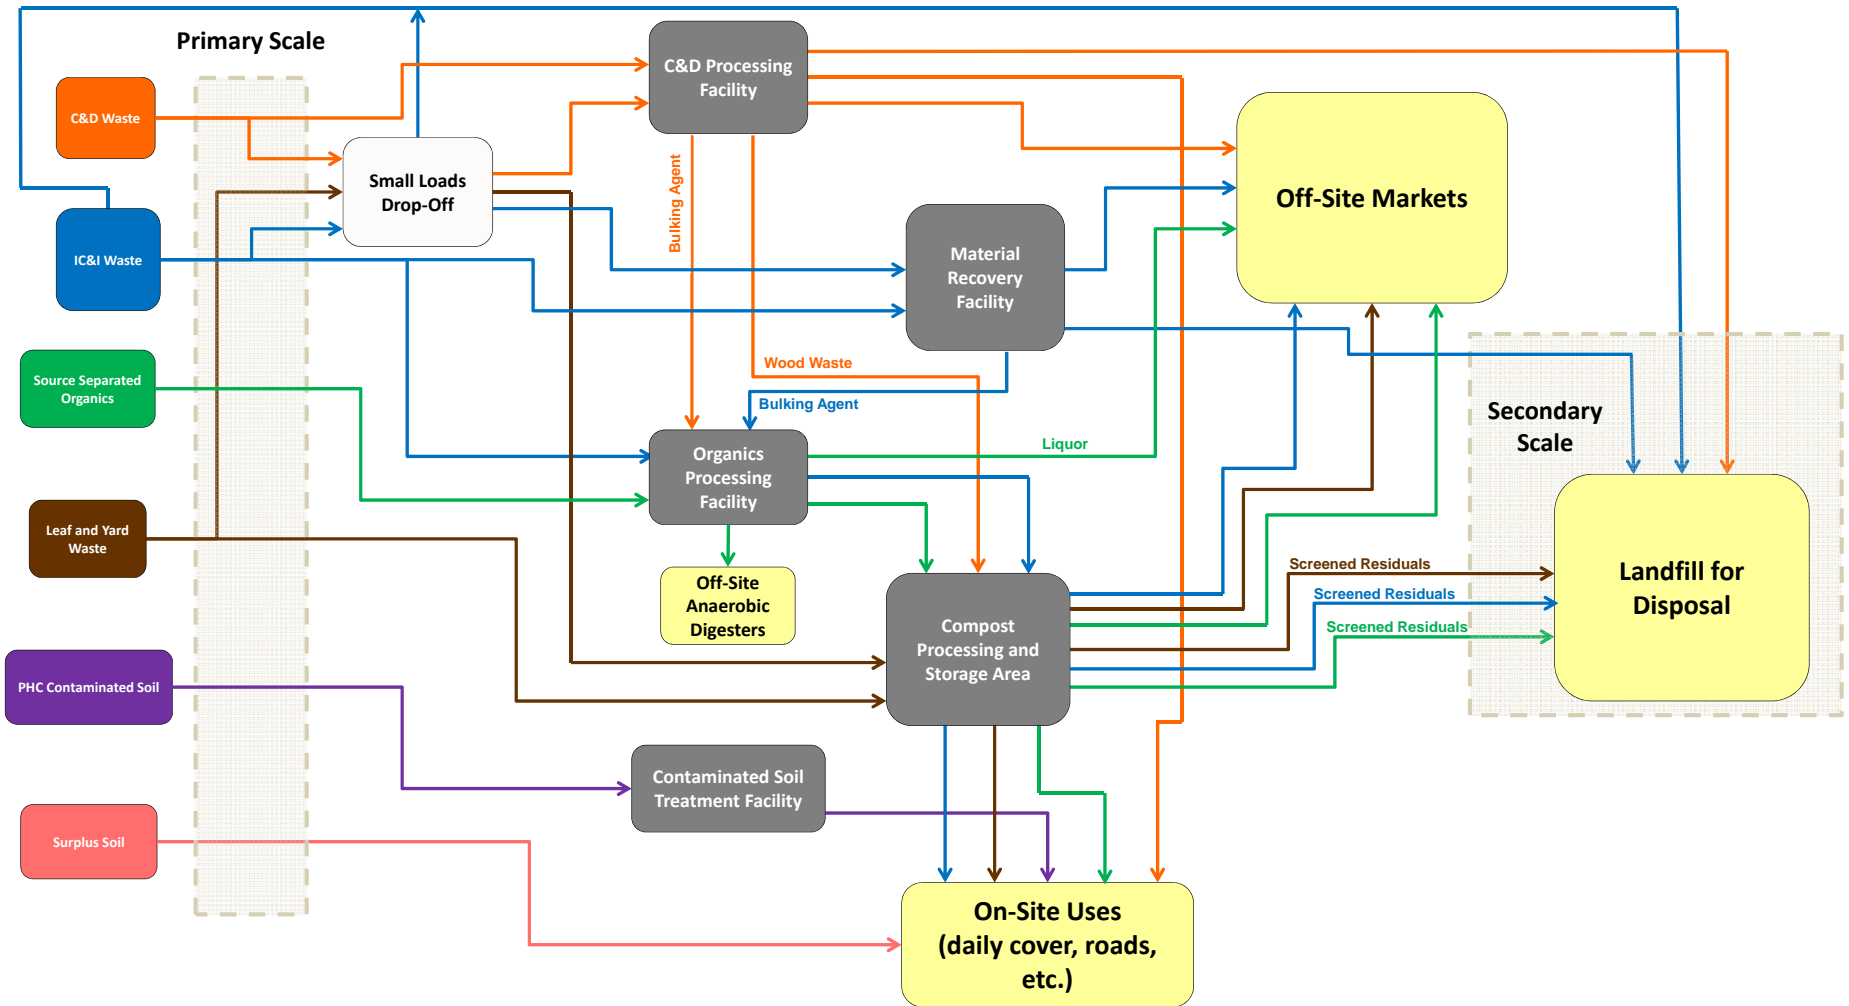 Primary Scale
C&D Waste
IC&I Waste
Source Separated
Organics
Leaf and Yard
Waste
PHC Contaminated Soil
Surplus Soil
Small Loads
Drop-Off
C&D Processing
Facility
Bulking Agent
Wood Waste
Material
Recovery
Facility
Bulking Agent
Organics
Processing
Facility
Liquor
Off-Site
Anaerobic
Digesters
Compost
Processing and
Storage Area
Contaminated Soil
Treatment Facility
Off-Site Markets
Secondary
Scale
Screened Residuals
Screened Residuals
Screened Residuals
Landfill for
Disposal
On-Site Uses
(daily cover, roads,
etc.)